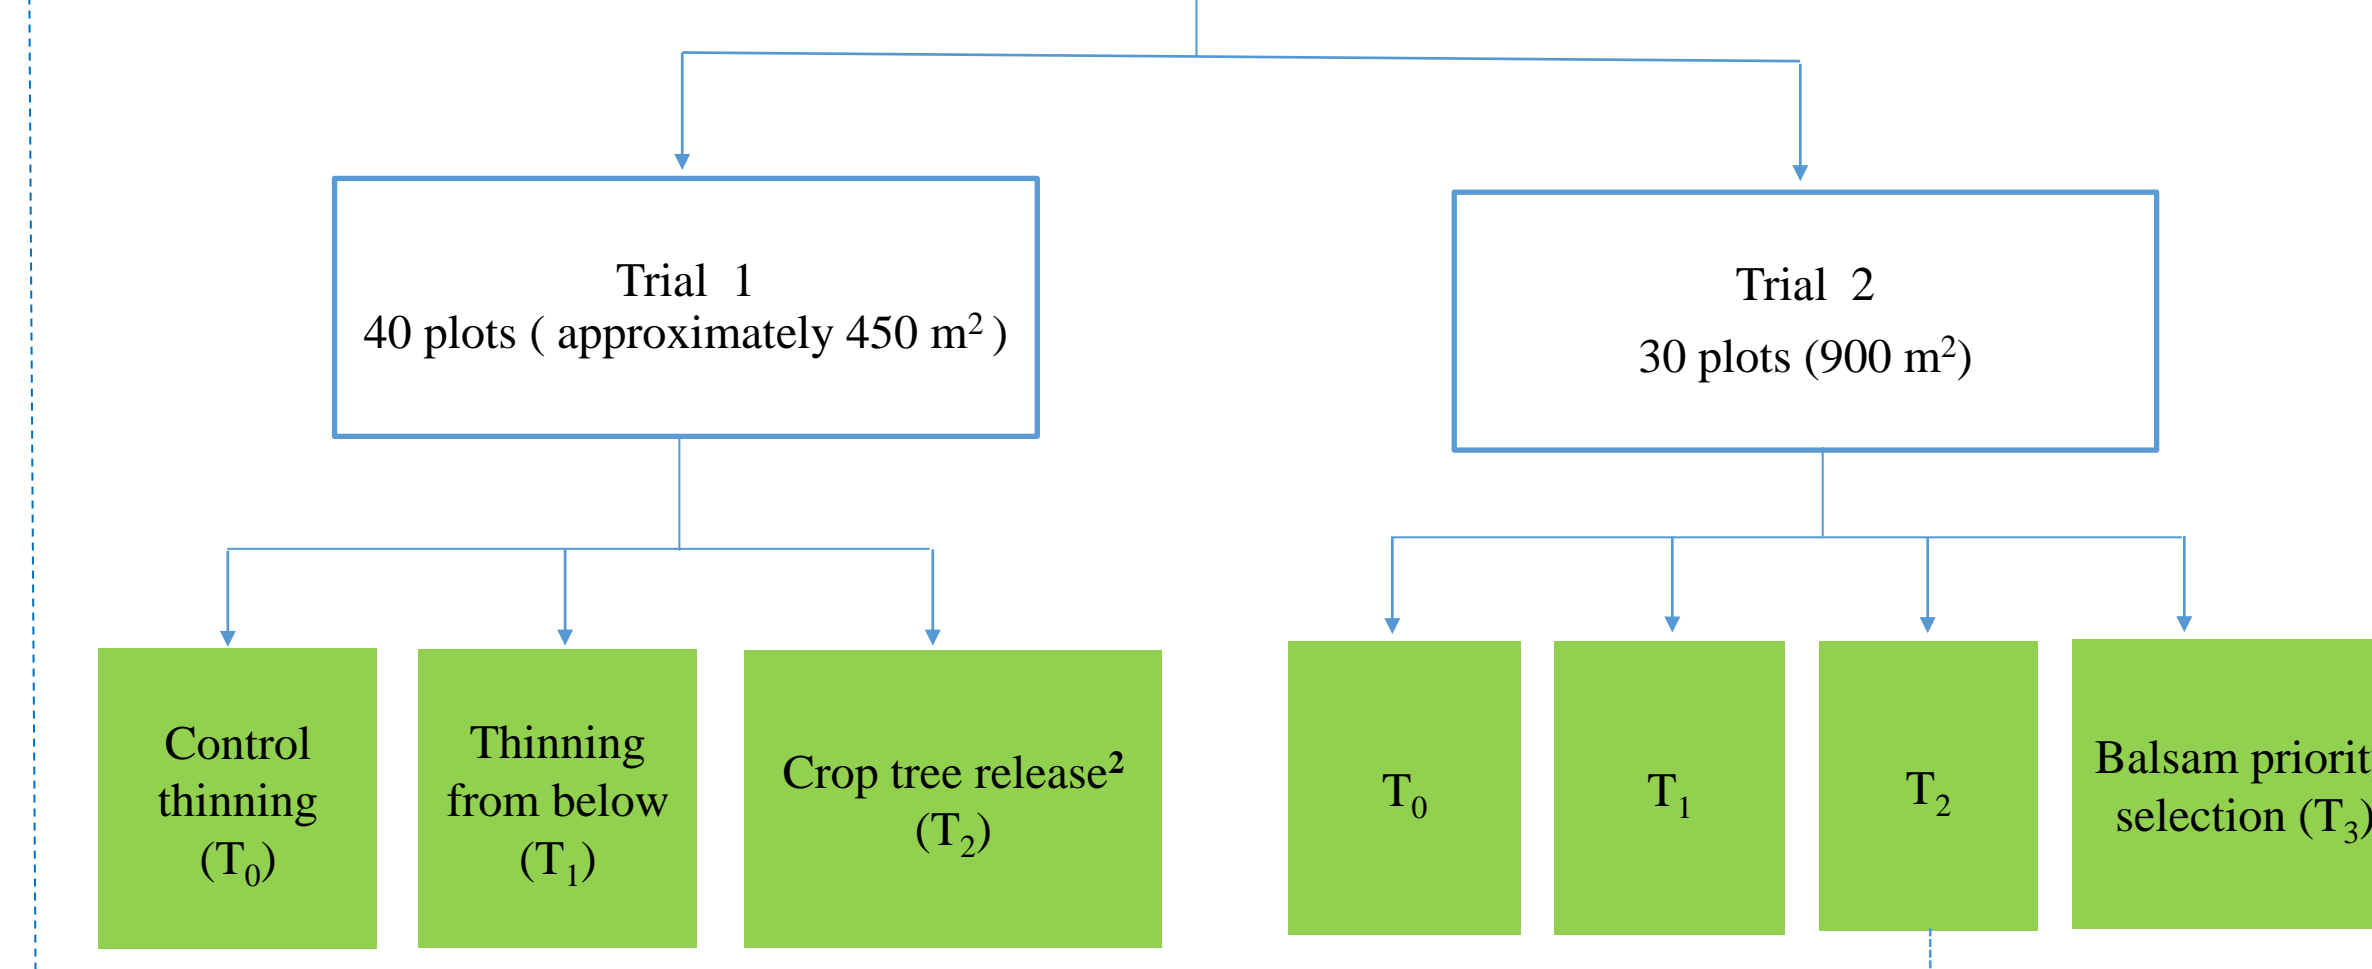 Trial 1
40 plots ( approximately 450 m² )
Trial 2
30 plots (900 m²)
Control
thinning
(T₀)
Thinning
from below
(T₁)
Crop tree release²
(T₂)
T₀
T₁
T₂
Balsam priorit
selection (T₃)